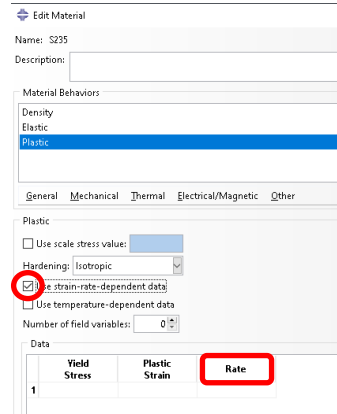 Edit Material
Name: S235
Description:
Material Behaviors
Density
Elastic
Plastic
General Mechanical Thermal Electrical/Magnetic Other
Plastic
Use scale stress value:
Hardening: Isotropic
Use strain-rate-dependent data
Use temperature-dependent data
Number of field variables: 0
Data
Yield Stress Plastic Strain Rate
1